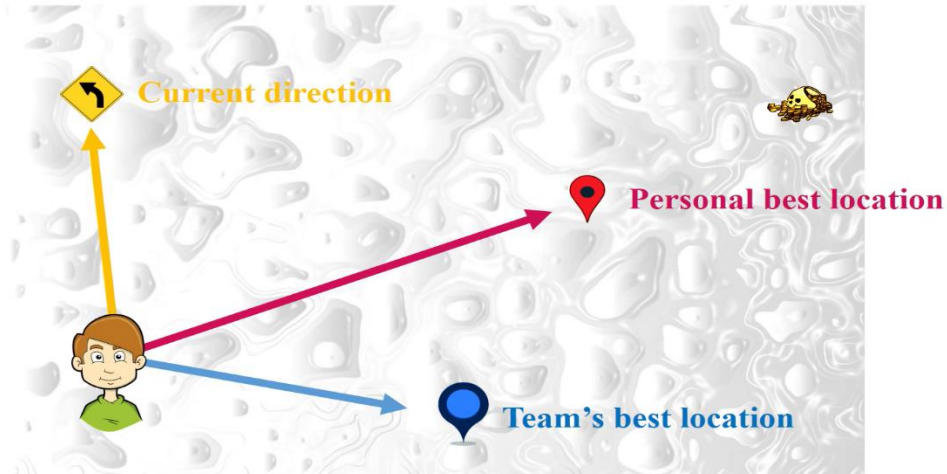 Current direction
Personal best location
Team's best location